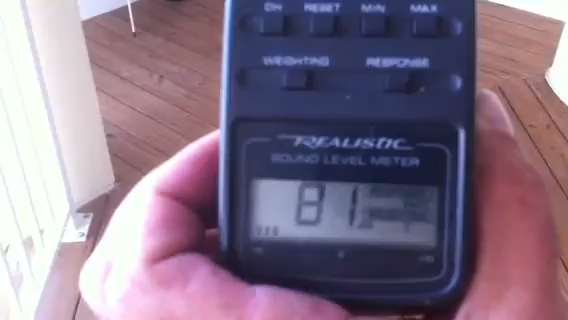 OH RESET MIN MAX
WEIGHTING RESPONSE
REALISTIC
SOUND LEVEL METER
81